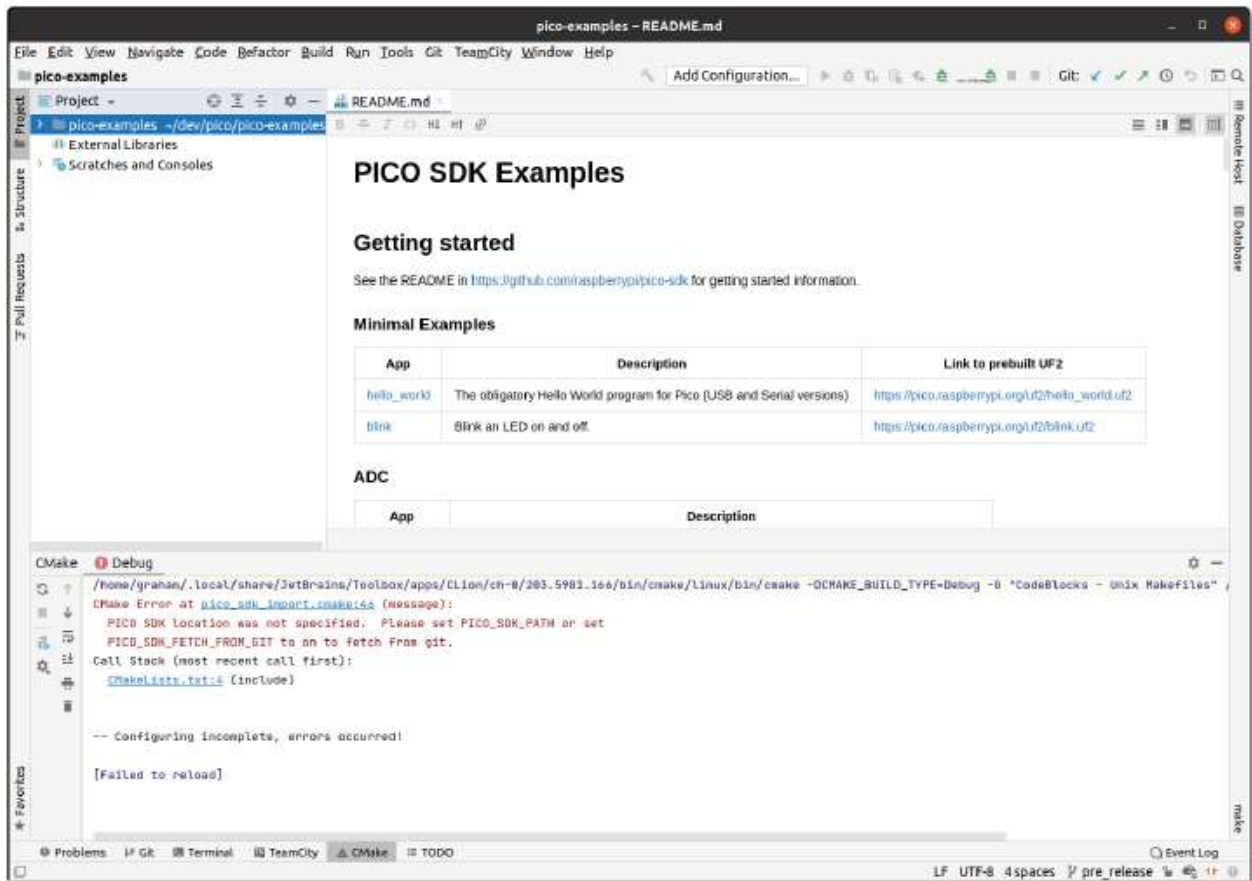 pico-examples – README.md
File Edit View Navigate Code Refactor Build Run Tools Git TeamCity Window Help
pico-examples
Add Configuration...
Git:
Project
README.md
pico-examples ~/dev/pico/pico-examples
External Libraries
Scratches and Consoles
Project
Structure
Pull Requests
Favorites
Remote Host
Database
make
PICO SDK Examples
Getting started
See the README in https://github.com/raspberrypi/pico-sdk for getting started information.
Minimal Examples
App Description Link to prebuilt UF2
hello_world The obligatory Hello World program for Pico (USB and Serial versions) https://pico.raspberrypi.org/uf2/hello_world.uf2
blink Blink an LED on and off. https://pico.raspberrypi.org/uf2/blink.uf2
ADC
App Description
CMake Debug
/home/graham/.local/share/JetBrains/Toolbox/apps/CLion/ch-0/203.5981.166/bin/cmake/linux/bin/cmake -DCMAKE_BUILD_TYPE=Debug -G "CodeBlocks - Unix Makefiles" /
CMake Error at pico_sdk_import.cmake:46 (message):
PICO SDK location was not specified. Please set PICO_SDK_PATH or set
PICO_SDK_FETCH_FROM_GIT to on to fetch from git.
Call Stack (most recent call first):
CMakeLists.txt:4 (include)
-- Configuring incomplete, errors occurred!
[Failed to reload]
Problems Git Terminal TeamCity CMake TODO Event Log
LF UTF-8 4 spaces pre_release